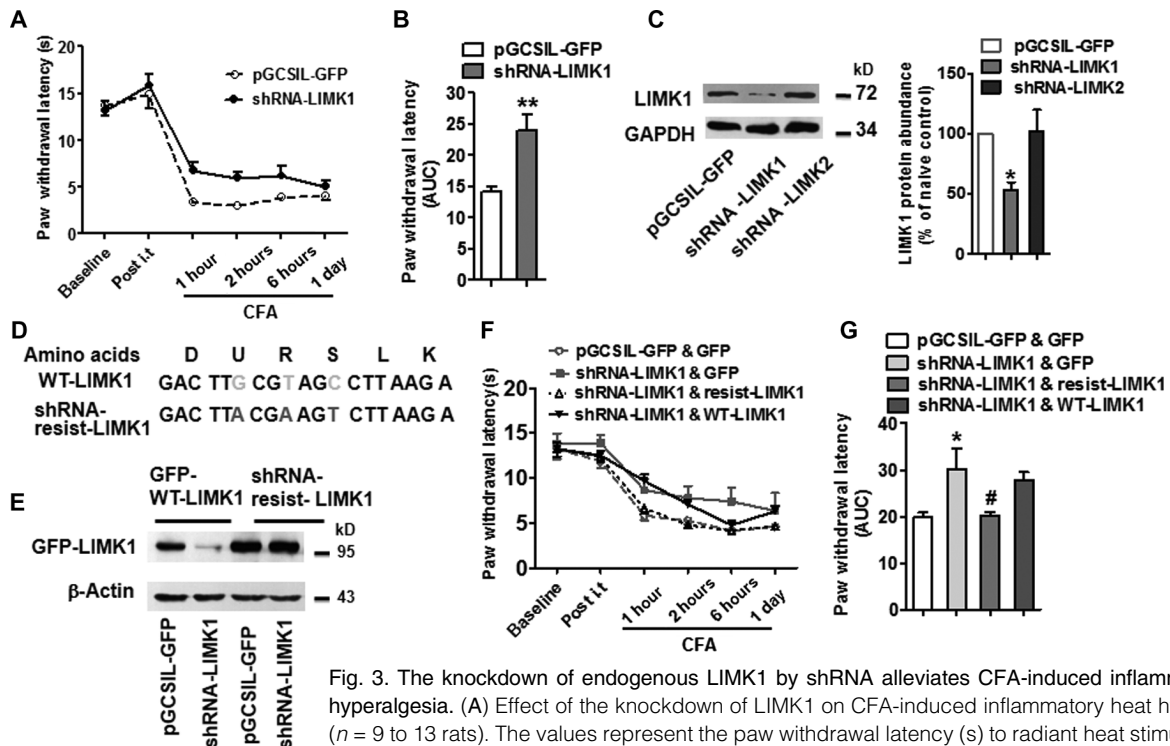 A
Paw withdrawal latency (s)
20
15
10
5
0
pGCSIL-GFP
shRNA-LIMK1
Baseline
Post i.t
1 hour
2 hours
6 hours
1 day
CFA
B
pGCSIL-GFP
shRNA-LIMK1
Paw withdrawal latency
(AUC)
30
25
20
15
10
5
0
**
C
LIMK1
GAPDH
kD
72
34
pGCSIL-GFP
shRNA -LIMK1
shRNA -LIMK2
pGCSIL-GFP
shRNA-LIMK1
shRNA-LIMK2
LIMK1 protein abundance
(% of naive control)
150
100
50
0
*
D
Amino acids D U R S L K
WT-LIMK1 GAC TTG CGT AGC CTT AAG A
shRNA-
resist-LIMK1 GAC TTA CGA AGT CTT AAG A
E
GFP-
WT-LIMK1
shRNA-
resist- LIMK1
kD
GFP-LIMK1
95
β-Actin
43
pGCSIL-GFP
shRNA-LIMK1
pGCSIL-GFP
shRNA-LIMK1
F
pGCSIL-GFP & GFP
shRNA-LIMK1 & GFP
shRNA-LIMK1 & resist-LIMK1
shRNA-LIMK1 & WT-LIMK1
Paw withdrawal latency(s)
20
15
10
5
0
Baseline
Post i.t
1 hour
2 hours
6 hours
1 day
CFA
G
pGCSIL-GFP & GFP
shRNA-LIMK1 & GFP
shRNA-LIMK1 & resist-LIMK1
shRNA-LIMK1 & WT-LIMK1
Paw withdrawal latency
(AUC)
40
30
20
10
0
*
#
Fig. 3. The knockdown of endogenous LIMK1 by shRNA alleviates CFA-induced inflamm
hyperalgesia. (A) Effect of the knockdown of LIMK1 on CFA-induced inflammatory heat h
(n = 9 to 13 rats). The values represent the paw withdrawal latency (s) to radiant heat stim